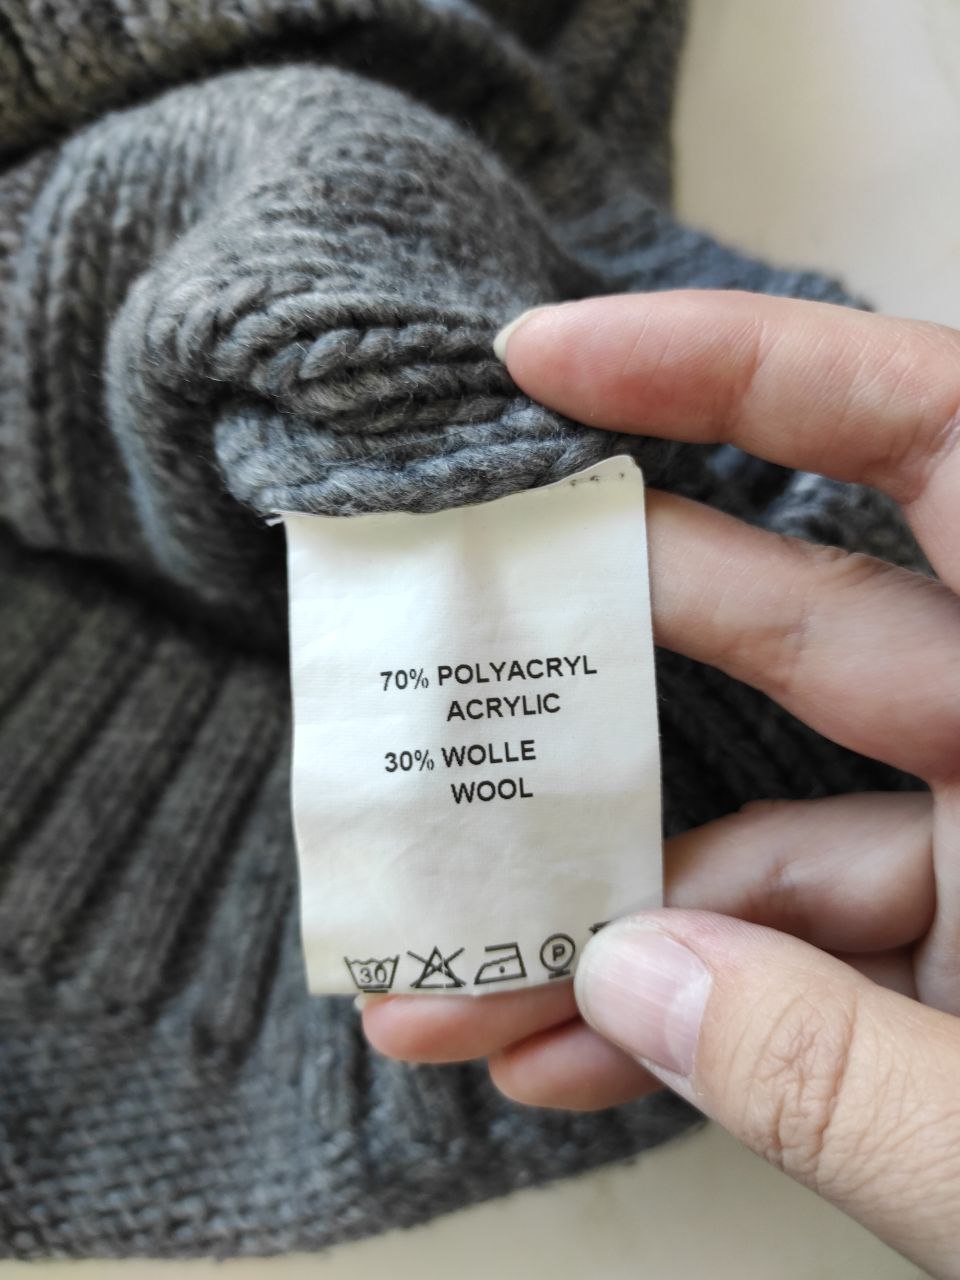 70% POLYACRYL
ACRYLIC
30% WOLLE
WOOL
30 P